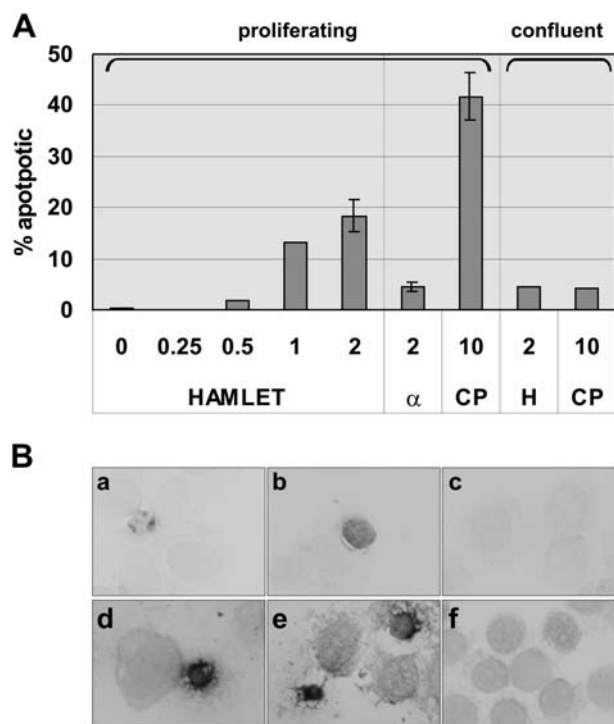 A
proliferating confluent
50
40
30
20
10
0
% apotpotic
0 0.25 0.5 1 2 2 10 2 10
HAMLET α CP H CP
B
a b c
d e f